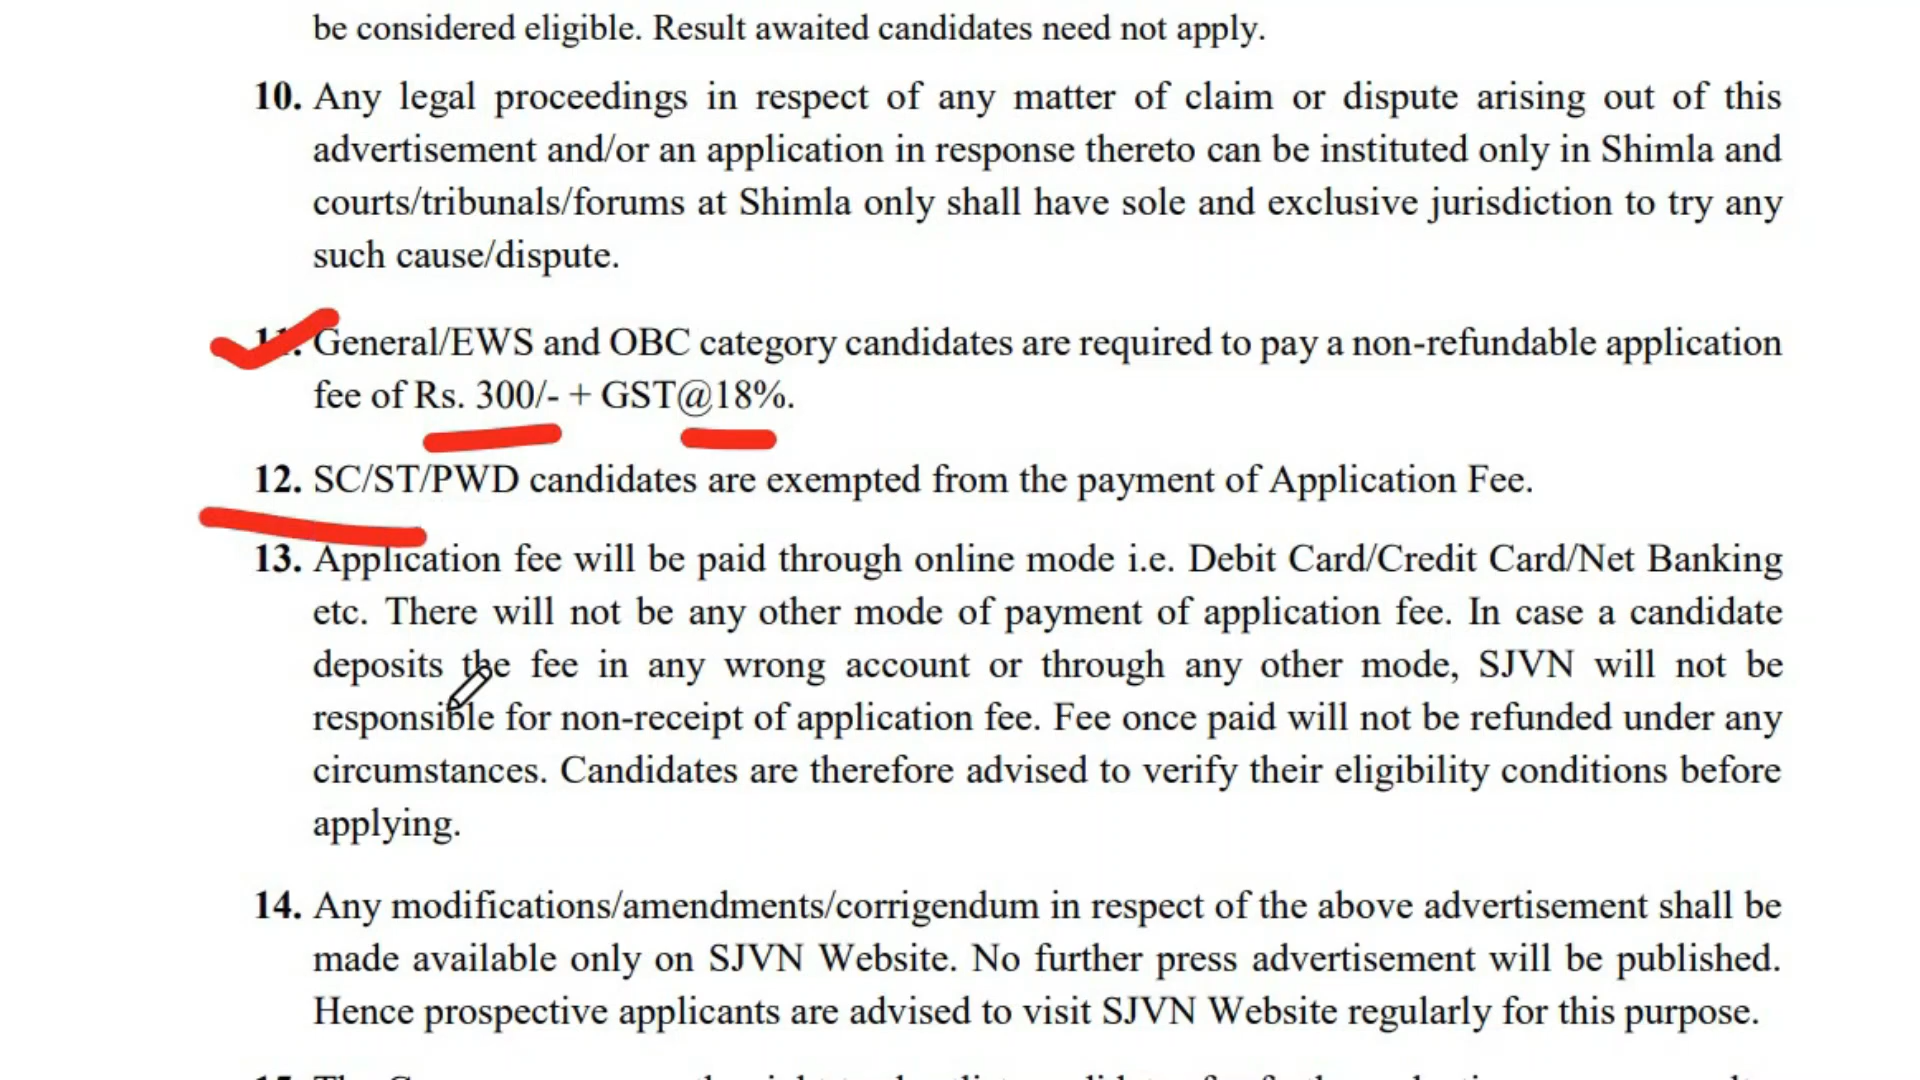 be considered eligible. Result awaited candidates need not apply.
10. Any legal proceedings in respect of any matter of claim or dispute arising out of this
advertisement and/or an application in response thereto can be instituted only in Shimla and
courts/tribunals/forums at Shimla only shall have sole and exclusive jurisdiction to try any
such cause/dispute.
11. General/EWS and OBC category candidates are required to pay a non-refundable application
fee of Rs. 300/- + GST@18%.
12. SC/ST/PWD candidates are exempted from the payment of Application Fee.
13. Application fee will be paid through online mode i.e. Debit Card/Credit Card/Net Banking
etc. There will not be any other mode of payment of application fee. In case a candidate
deposits the fee in any wrong account or through any other mode, SJVN will not be
responsible for non-receipt of application fee. Fee once paid will not be refunded under any
circumstances. Candidates are therefore advised to verify their eligibility conditions before
applying.
14. Any modifications/amendments/corrigendum in respect of the above advertisement shall be
made available only on SJVN Website. No further press advertisement will be published.
Hence prospective applicants are advised to visit SJVN Website regularly for this purpose.